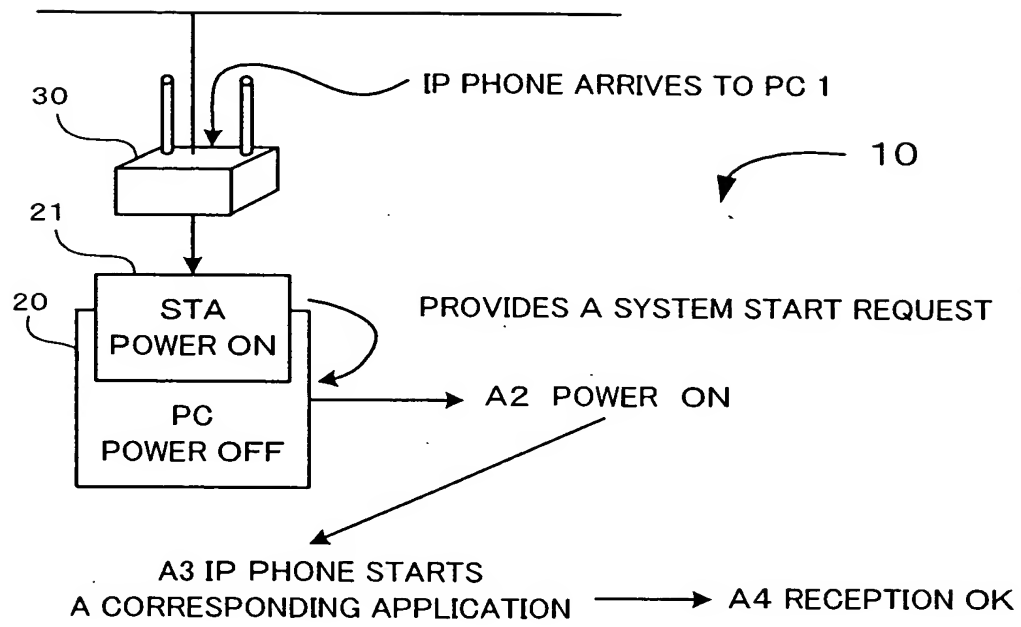 IP PHONE ARRIVES TO PC 1
30
10
21
20
STA
POWER ON
PROVIDES A SYSTEM START REQUEST
PC
POWER OFF
A2 POWER ON
A3 IP PHONE STARTS
A CORRESPONDING APPLICATION
A4 RECEPTION OK